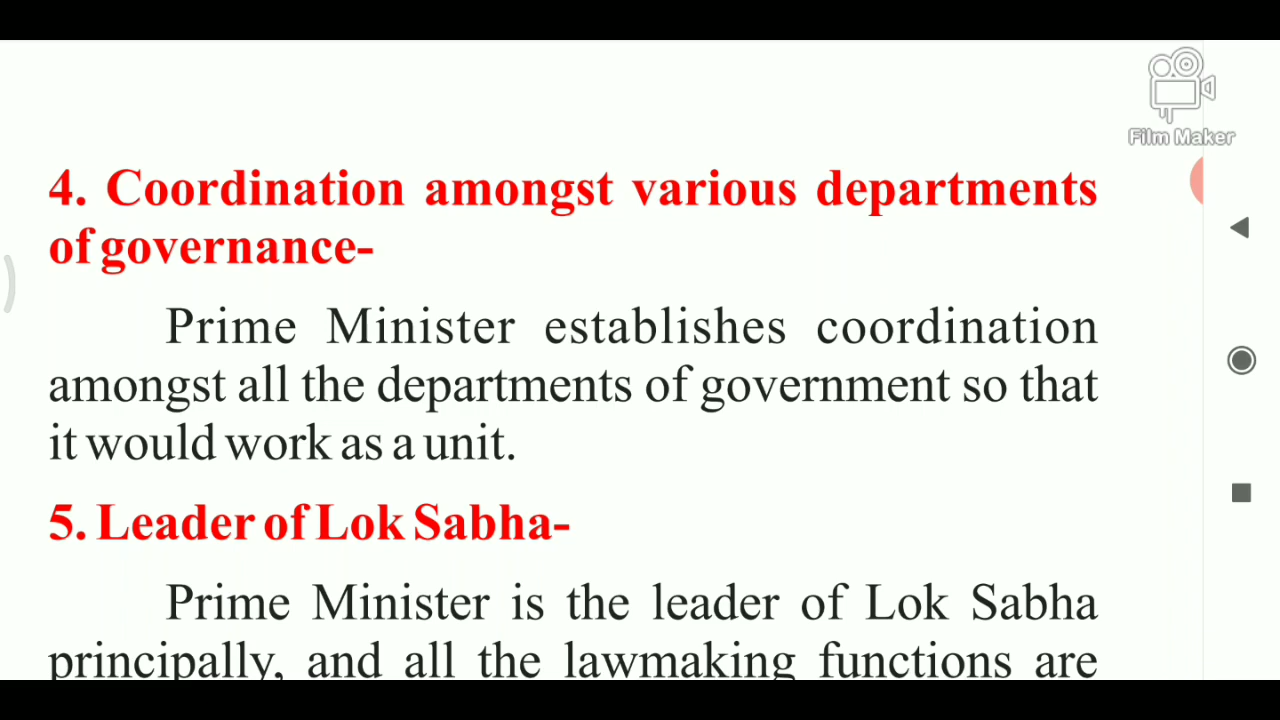 Film Maker
4. Coordination amongst various departments
of governance-
Prime Minister establishes coordination
amongst all the departments of government so that
it would work as a unit.
5. Leader of Lok Sabha-
Prime Minister is the leader of Lok Sabha
principally, and all the lawmaking functions are